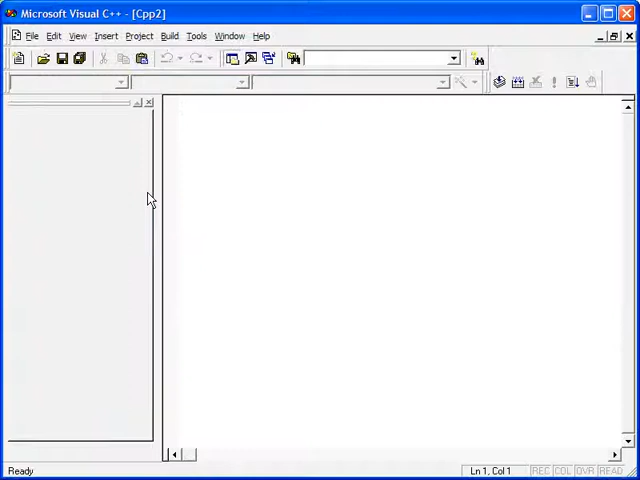 Microsoft Visual C++ - [Cpp2]
File Edit View Insert Project Build Tools Window Help
Ready
Ln 1, Col 1
REC COL OVR READ